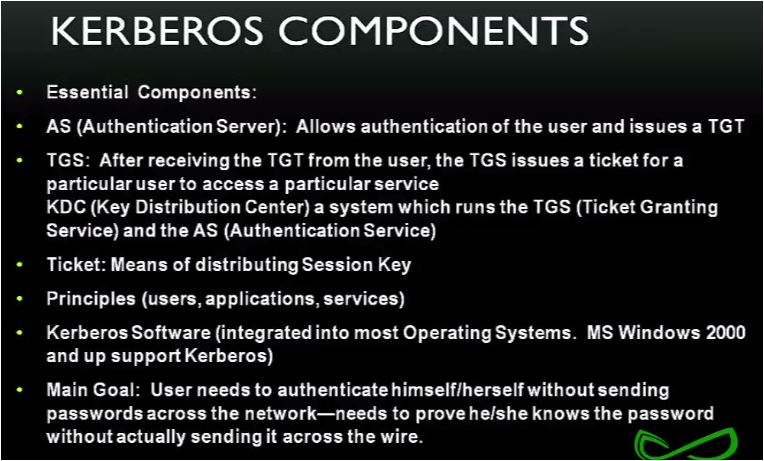 KERBEROS COMPONENTS
• Essential Components:
• AS (Authentication Server): Allows authentication of the user and issues a TGT
• TGS: After receiving the TGT from the user, the TGS issues a ticket for a
particular user to access a particular service
KDC (Key Distribution Center) a system which runs the TGS (Ticket Granting
Service) and the AS (Authentication Service)
• Ticket: Means of distributing Session Key
• Principles (users, applications, services)
• Kerberos Software (integrated into most Operating Systems. MS Windows 2000
and up support Kerberos)
• Main Goal: User needs to authenticate himself/herself without sending
passwords across the network—needs to prove he/she knows the password
without actually sending it across the wire.